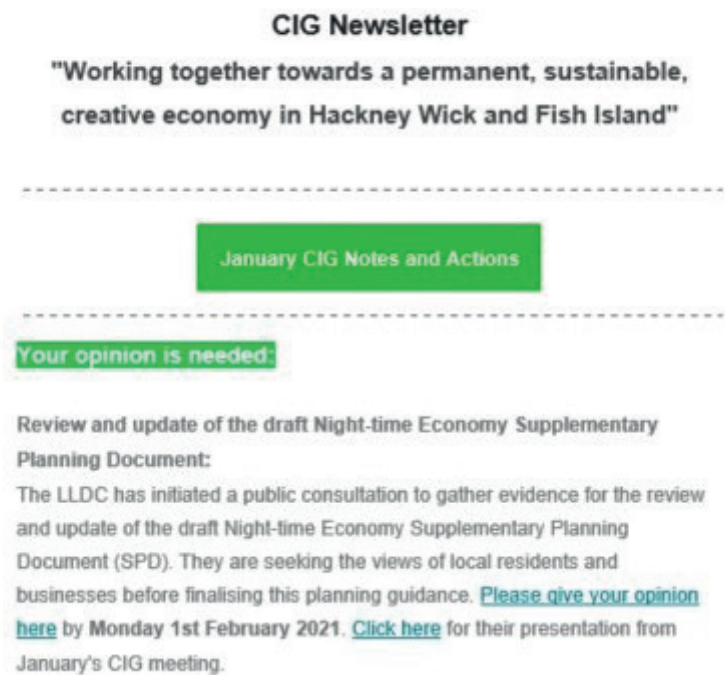 CIG Newsletter
"Working together towards a permanent, sustainable,
creative economy in Hackney Wick and Fish Island"
January CIG Notes and Actions
Your opinion is needed:
Review and update of the draft Night-time Economy Supplementary
Planning Document:
The LLDC has initiated a public consultation to gather evidence for the review
and update of the draft Night-time Economy Supplementary Planning
Document (SPD). They are seeking the views of local residents and
businesses before finalising this planning guidance. Please give your opinion
here by Monday 1st February 2021. Click here for their presentation from
January's CIG meeting.